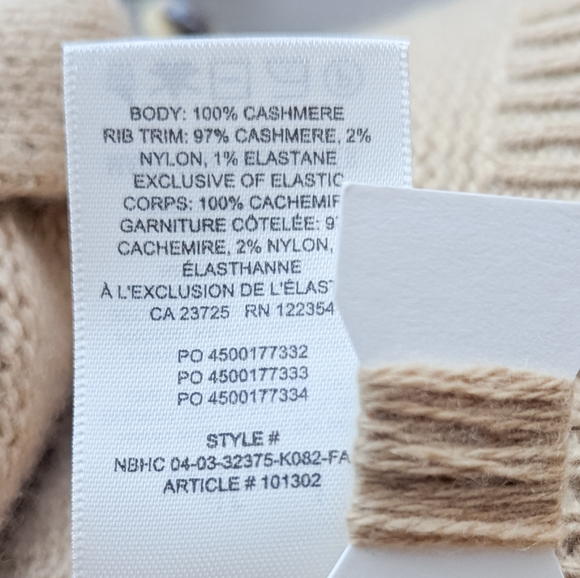 BODY: 100% CASHMERE
RIB TRIM: 97% CASHMERE, 2%
NYLON, 1% ELASTANE
EXCLUSIVE OF ELASTIC
CORPS: 100%
GARNITURE CÔTELÉE:
CACHEMIRE, 2% NYLON,
ÉLASTHANNE
À L'EXCLUSION DE
CA 23725 RN 122354
PO 4500177332
PO 4500177333
PO 4500177334
STYLE #
NBHC 04-03-32375-K082-FA
ARTICLE # 101302